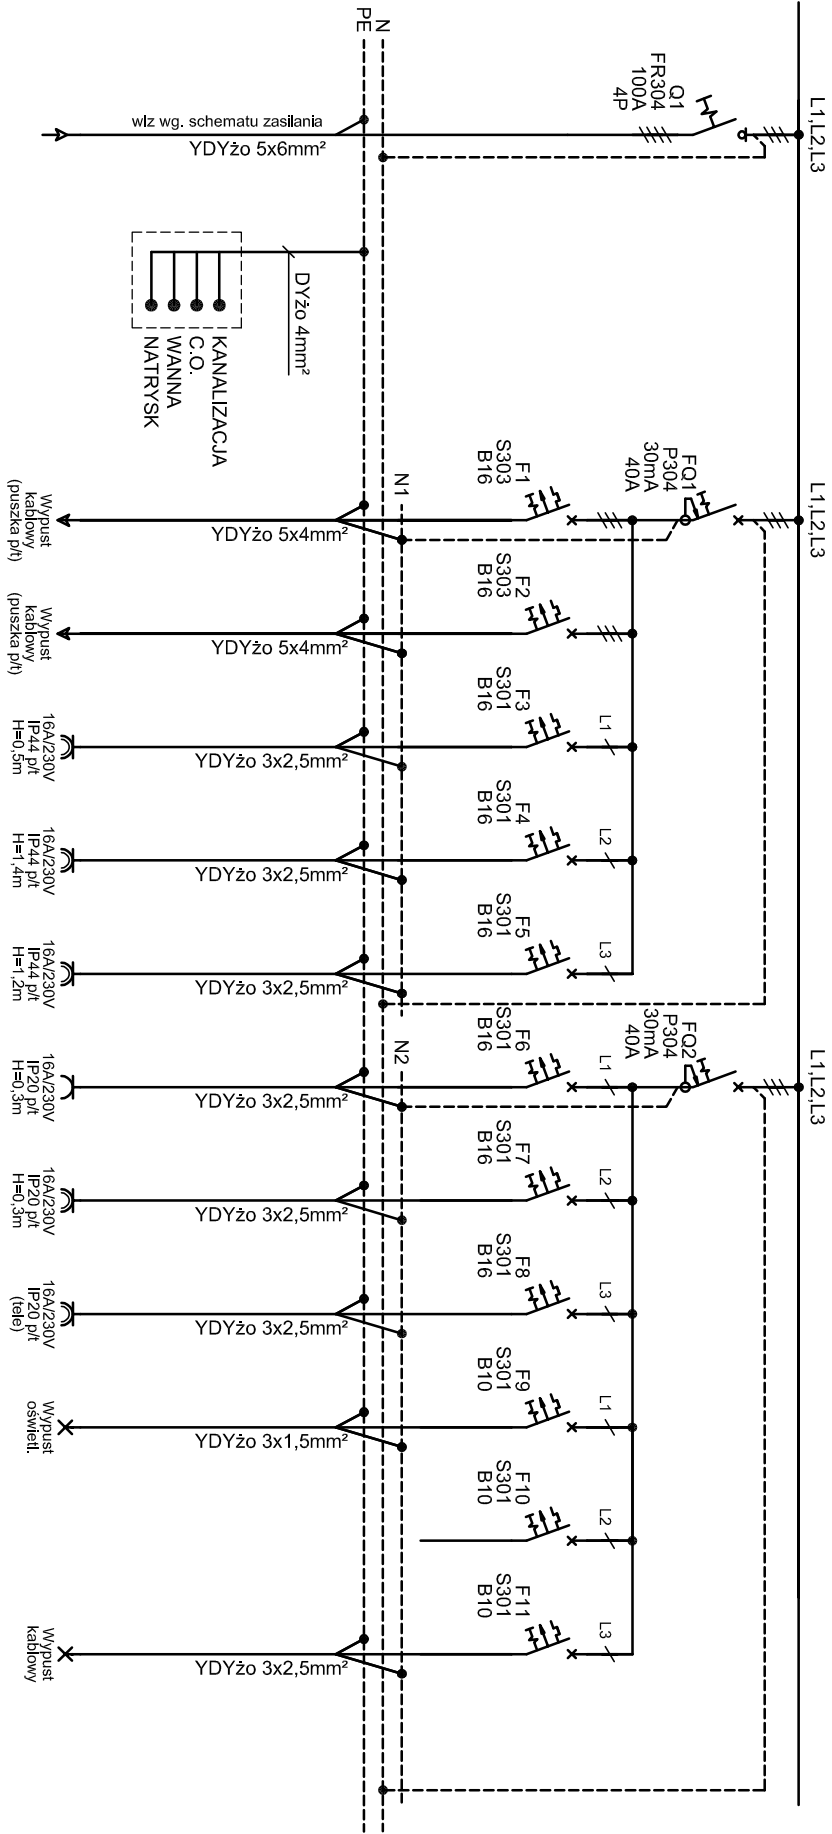 L1,L2,L3
Q1
FR304
100A
4P
N
PE
wlz wg. schematu zasilania
YDYżo 5x6mm²
DYżo 4mm²
KANALIZACJA
C.O.
WANNA
NATRYSK
L1,L2,L3
FQ1
P304
30mA
40A
N1
F1
S303
B16
YDYżo 5x4mm²
Wypust
kablowy
(puszka p/t)
F2
S303
B16
YDYżo 5x4mm²
Wypust
kablowy
(puszka p/t)
L1
F3
S301
B16
YDYżo 3x2,5mm²
16A/230V
IP44 p/t
H=0,5m
L2
F4
S301
B16
YDYżo 3x2,5mm²
16A/230V
IP44 p/t
H=1,4m
L3
F5
S301
B16
YDYżo 3x2,5mm²
16A/230V
IP44 p/t
H=1,2m
L1,L2,L3
FQ2
P304
30mA
40A
N2
L1
F6
S301
B16
YDYżo 3x2,5mm²
16A/230V
IP20 p/t
H=0,3m
L2
F7
S301
B16
YDYżo 3x2,5mm²
16A/230V
IP20 p/t
H=0,3m
L3
F8
S301
B16
YDYżo 3x2,5mm²
16A/230V
IP20 p/t
(tele)
L1
F9
S301
B10
YDYżo 3x1,5mm²
Wypust
oświetl.
L2
F10
S301
B10
L3
F11
S301
B10
YDYżo 3x2,5mm²
Wypust
kablowy